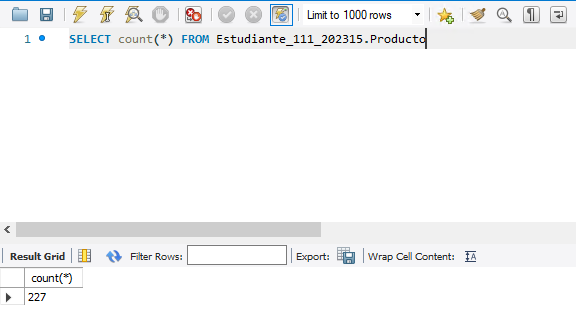 Limit to 1000 rows
1 SELECT count(*) FROM Estudiante_111_202315.Producto
Result Grid Filter Rows: Export: Wrap Cell Content:
count(*)
227